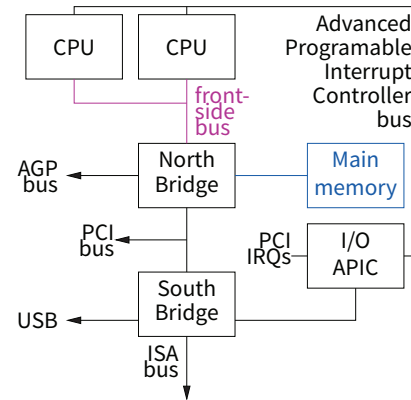 CPU
CPU
Advanced
Programable
Interrupt
Controller
bus
front-
side
bus
AGP
bus
North
Bridge
Main
memory
PCI
bus
PCI
IRQs
I/O
APIC
USB
South
Bridge
ISA
bus